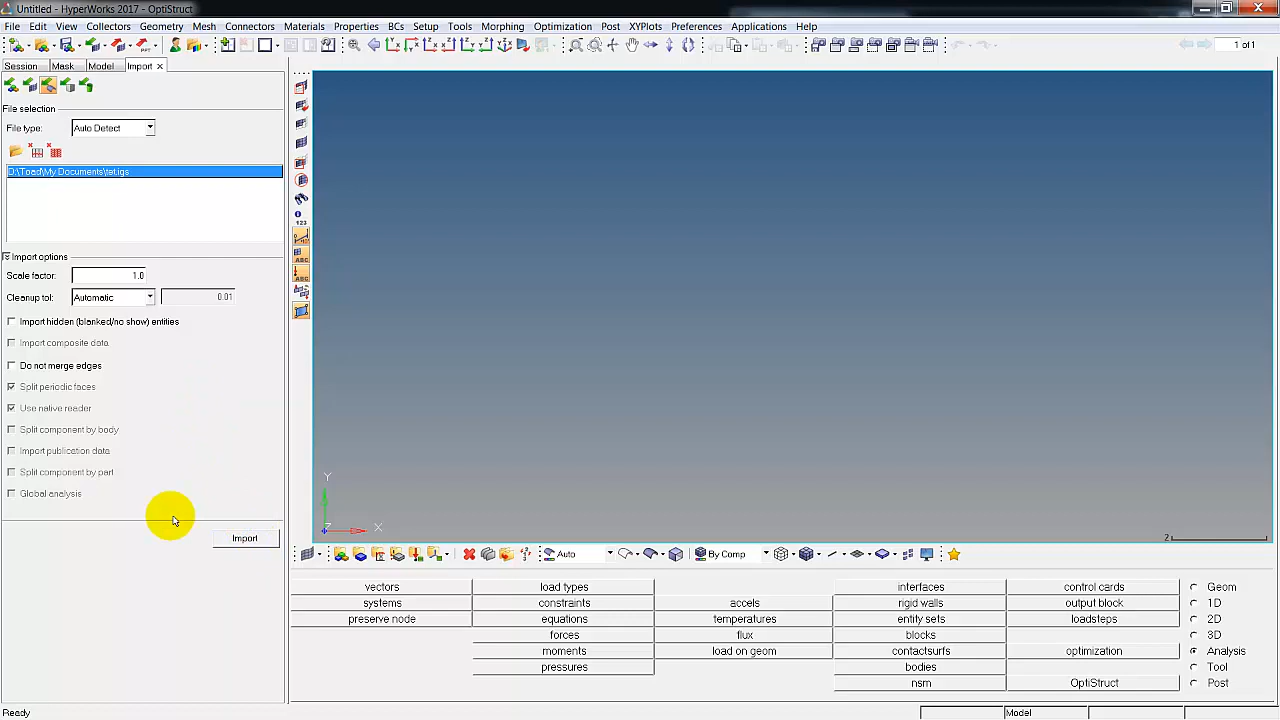 Untitled - HyperWorks 2017 - OptiStruct
File Edit View Collectors Geometry Mesh Connectors Materials Properties BCs Setup Tools Morphing Optimization Post XYPlots Preferences Applications Help
1 of 1
Session Mask Model Import
File selection
File type: Auto Detect
D:\Toad\My Documents\tet.igs
Import options
Scale factor: 1.0
Cleanup tol: Automatic 0.01
Import hidden (blanked/no show) entities
Import composite data
Do not merge edges
Split periodic faces
Use native reader
Split component by body
Import publication data
Split component by part
Global analysis
Import
123
ABC
ABC
Y
Z X
2
Auto By Comp
vectors load types interfaces control cards Geom
systems constraints accels rigid walls output block 1D
preserve node equations temperatures entity sets loadsteps 2D
forces flux blocks 3D
moments load on geom contactsurfs optimization Analysis
pressures bodies Tool
nsm OptiStruct Post
Ready Model